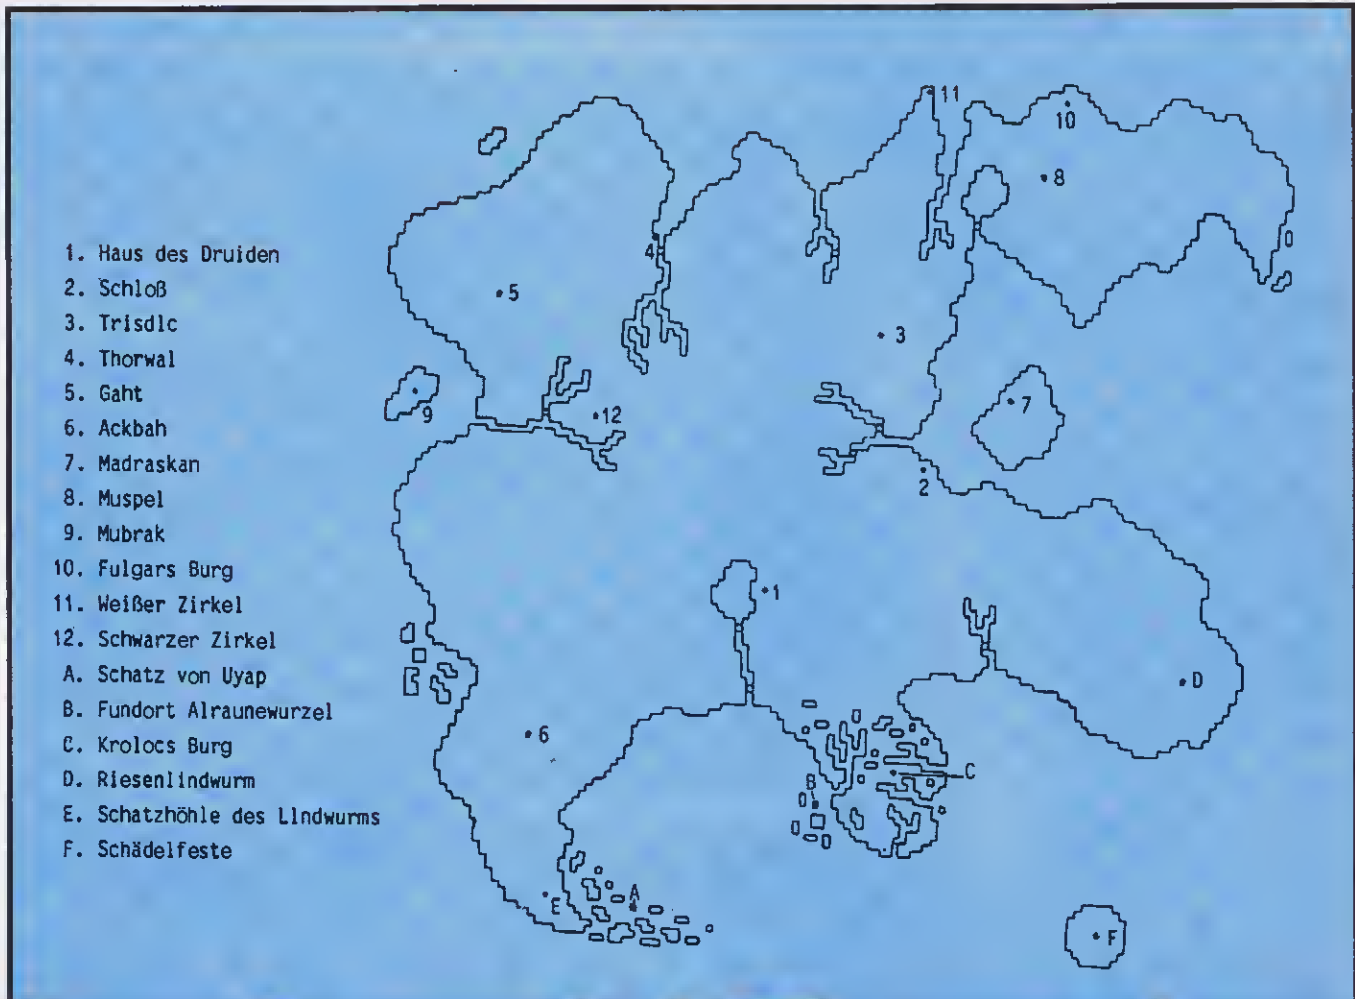 1. Haus des Druiden
2. Schloß
3. Trisdlc
4. Thorwal
5. Gaht
6. Ackbah
7. Madraskan
8. Muspel
9. Mubrak
10. Fulgars Burg
11. Weißer Zirkel
12. Schwarzer Zirkel
A. Schatz von Uyap
B. Fundort Alraunewurzel
C. Krolocs Burg
D. Riesenlindwurm
E. Schatzhöhle des LIndwurms
F. Schädelfeste
11
10
8
4
5
3
9
12
7
2
1
D
6
C
B
A
E
F